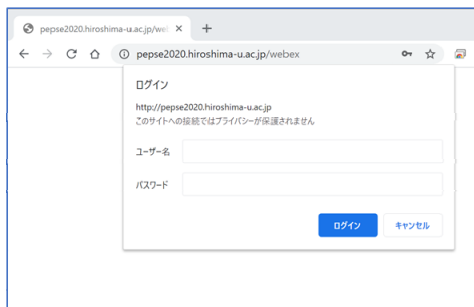 pepse2020.hiroshima-u.ac.jp/wel
pepse2020.hiroshima-u.ac.jp/webex
ログイン
http://pepse2020.hiroshima-u.ac.jp
このサイトへの接続ではプライバシーが保護されません
ユーザー名
パスワード
ログイン
キャンセル